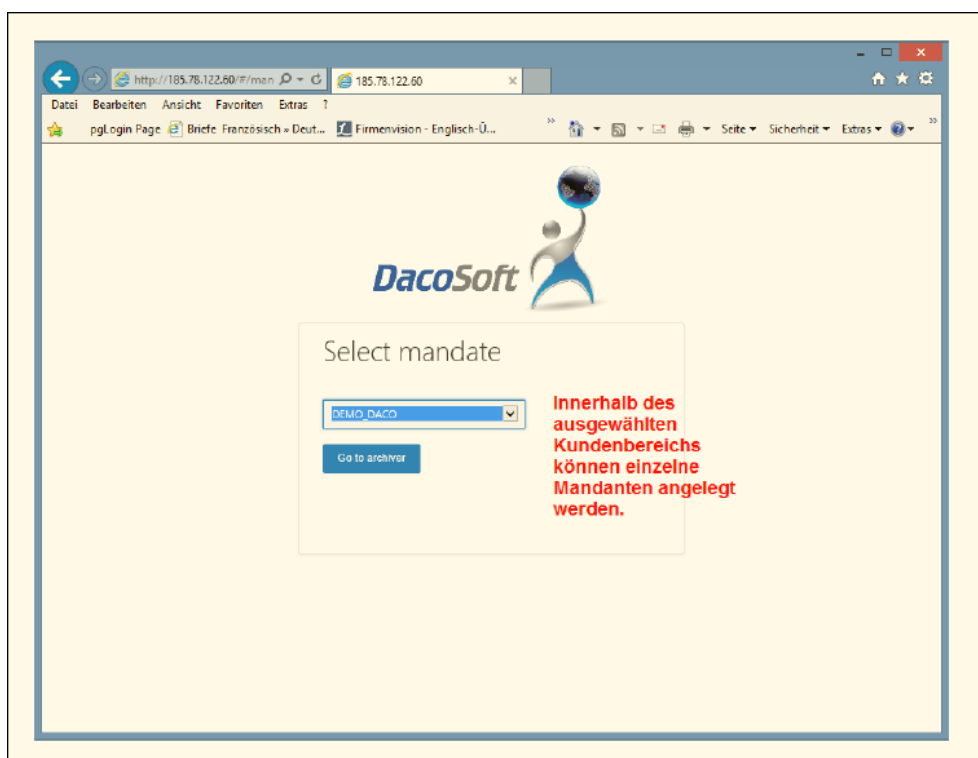 http://185.78.122.60/#/man
185.78.122.60
Datei Bearbeiten Ansicht Favoriten Extras ?
pgLogin Page Briefe Französisch » Deut... Firmenvision - Englisch-Ü... Seite Sicherheit Extras
DacoSoft
Select mandate
DEMO_DACO
Go to archiver
Innerhalb des
ausgewählten
Kundenbereichs
können einzelne
Mandanten angelegt
werden.